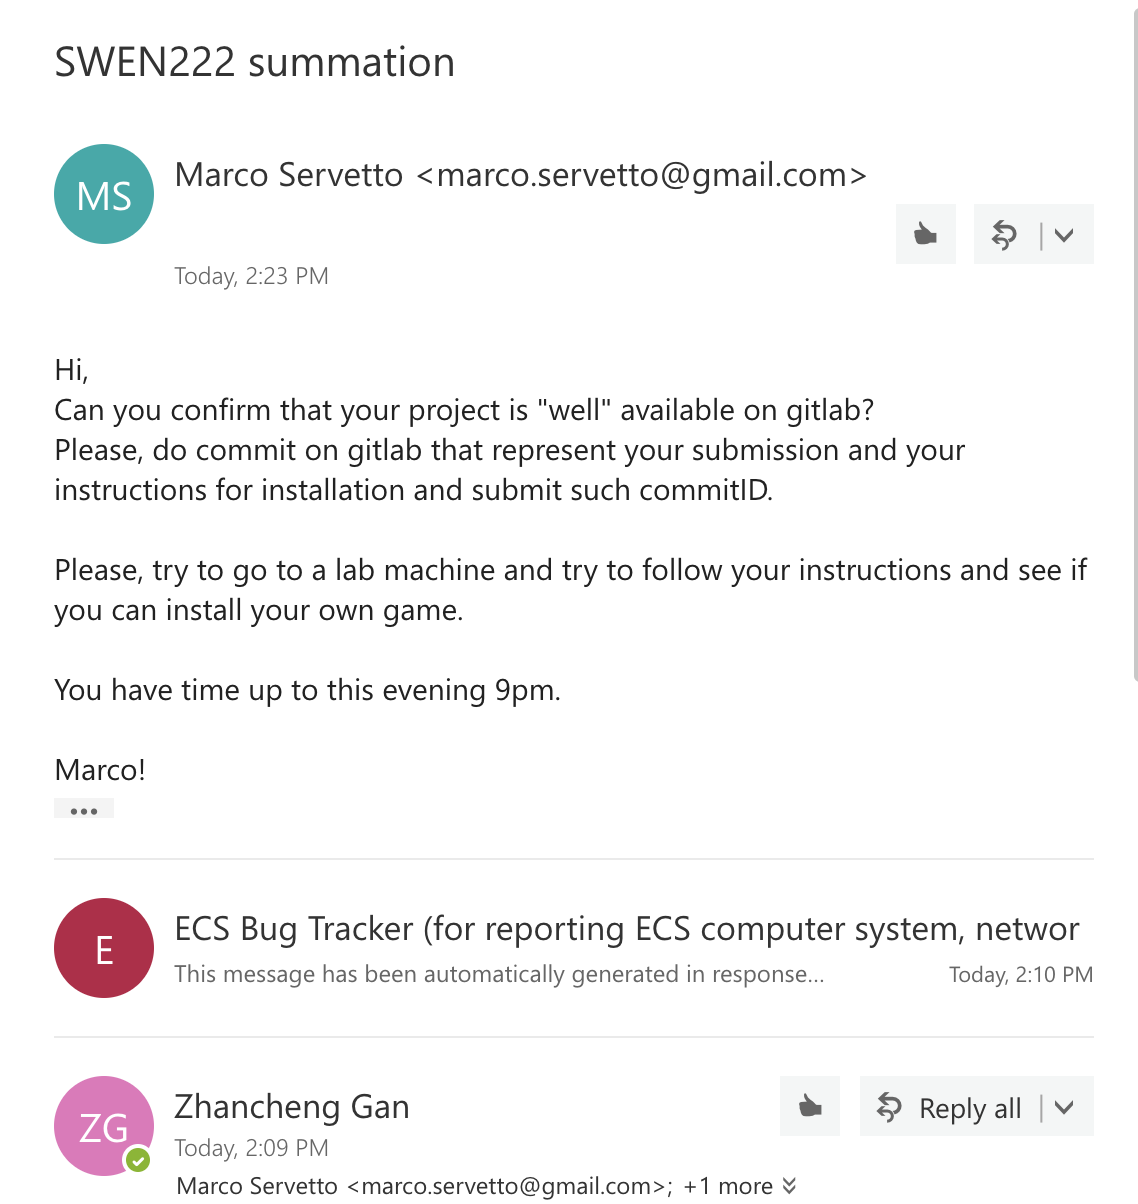 SWEN222 summation
MS
Marco Servetto <marco.servetto@gmail.com>
Today, 2:23 PM
Hi,
Can you confirm that your project is "well" available on gitlab?
Please, do commit on gitlab that represent your submission and your
instructions for installation and submit such commitID.
Please, try to go to a lab machine and try to follow your instructions and see if
you can install your own game.
You have time up to this evening 9pm.
Marco!
E
ECS Bug Tracker (for reporting ECS computer system, networ
This message has been automatically generated in response...
Today, 2:10 PM
ZG
Zhancheng Gan
Reply all
Today, 2:09 PM
Marco Servetto <marco.servetto@gmail.com>; +1 more